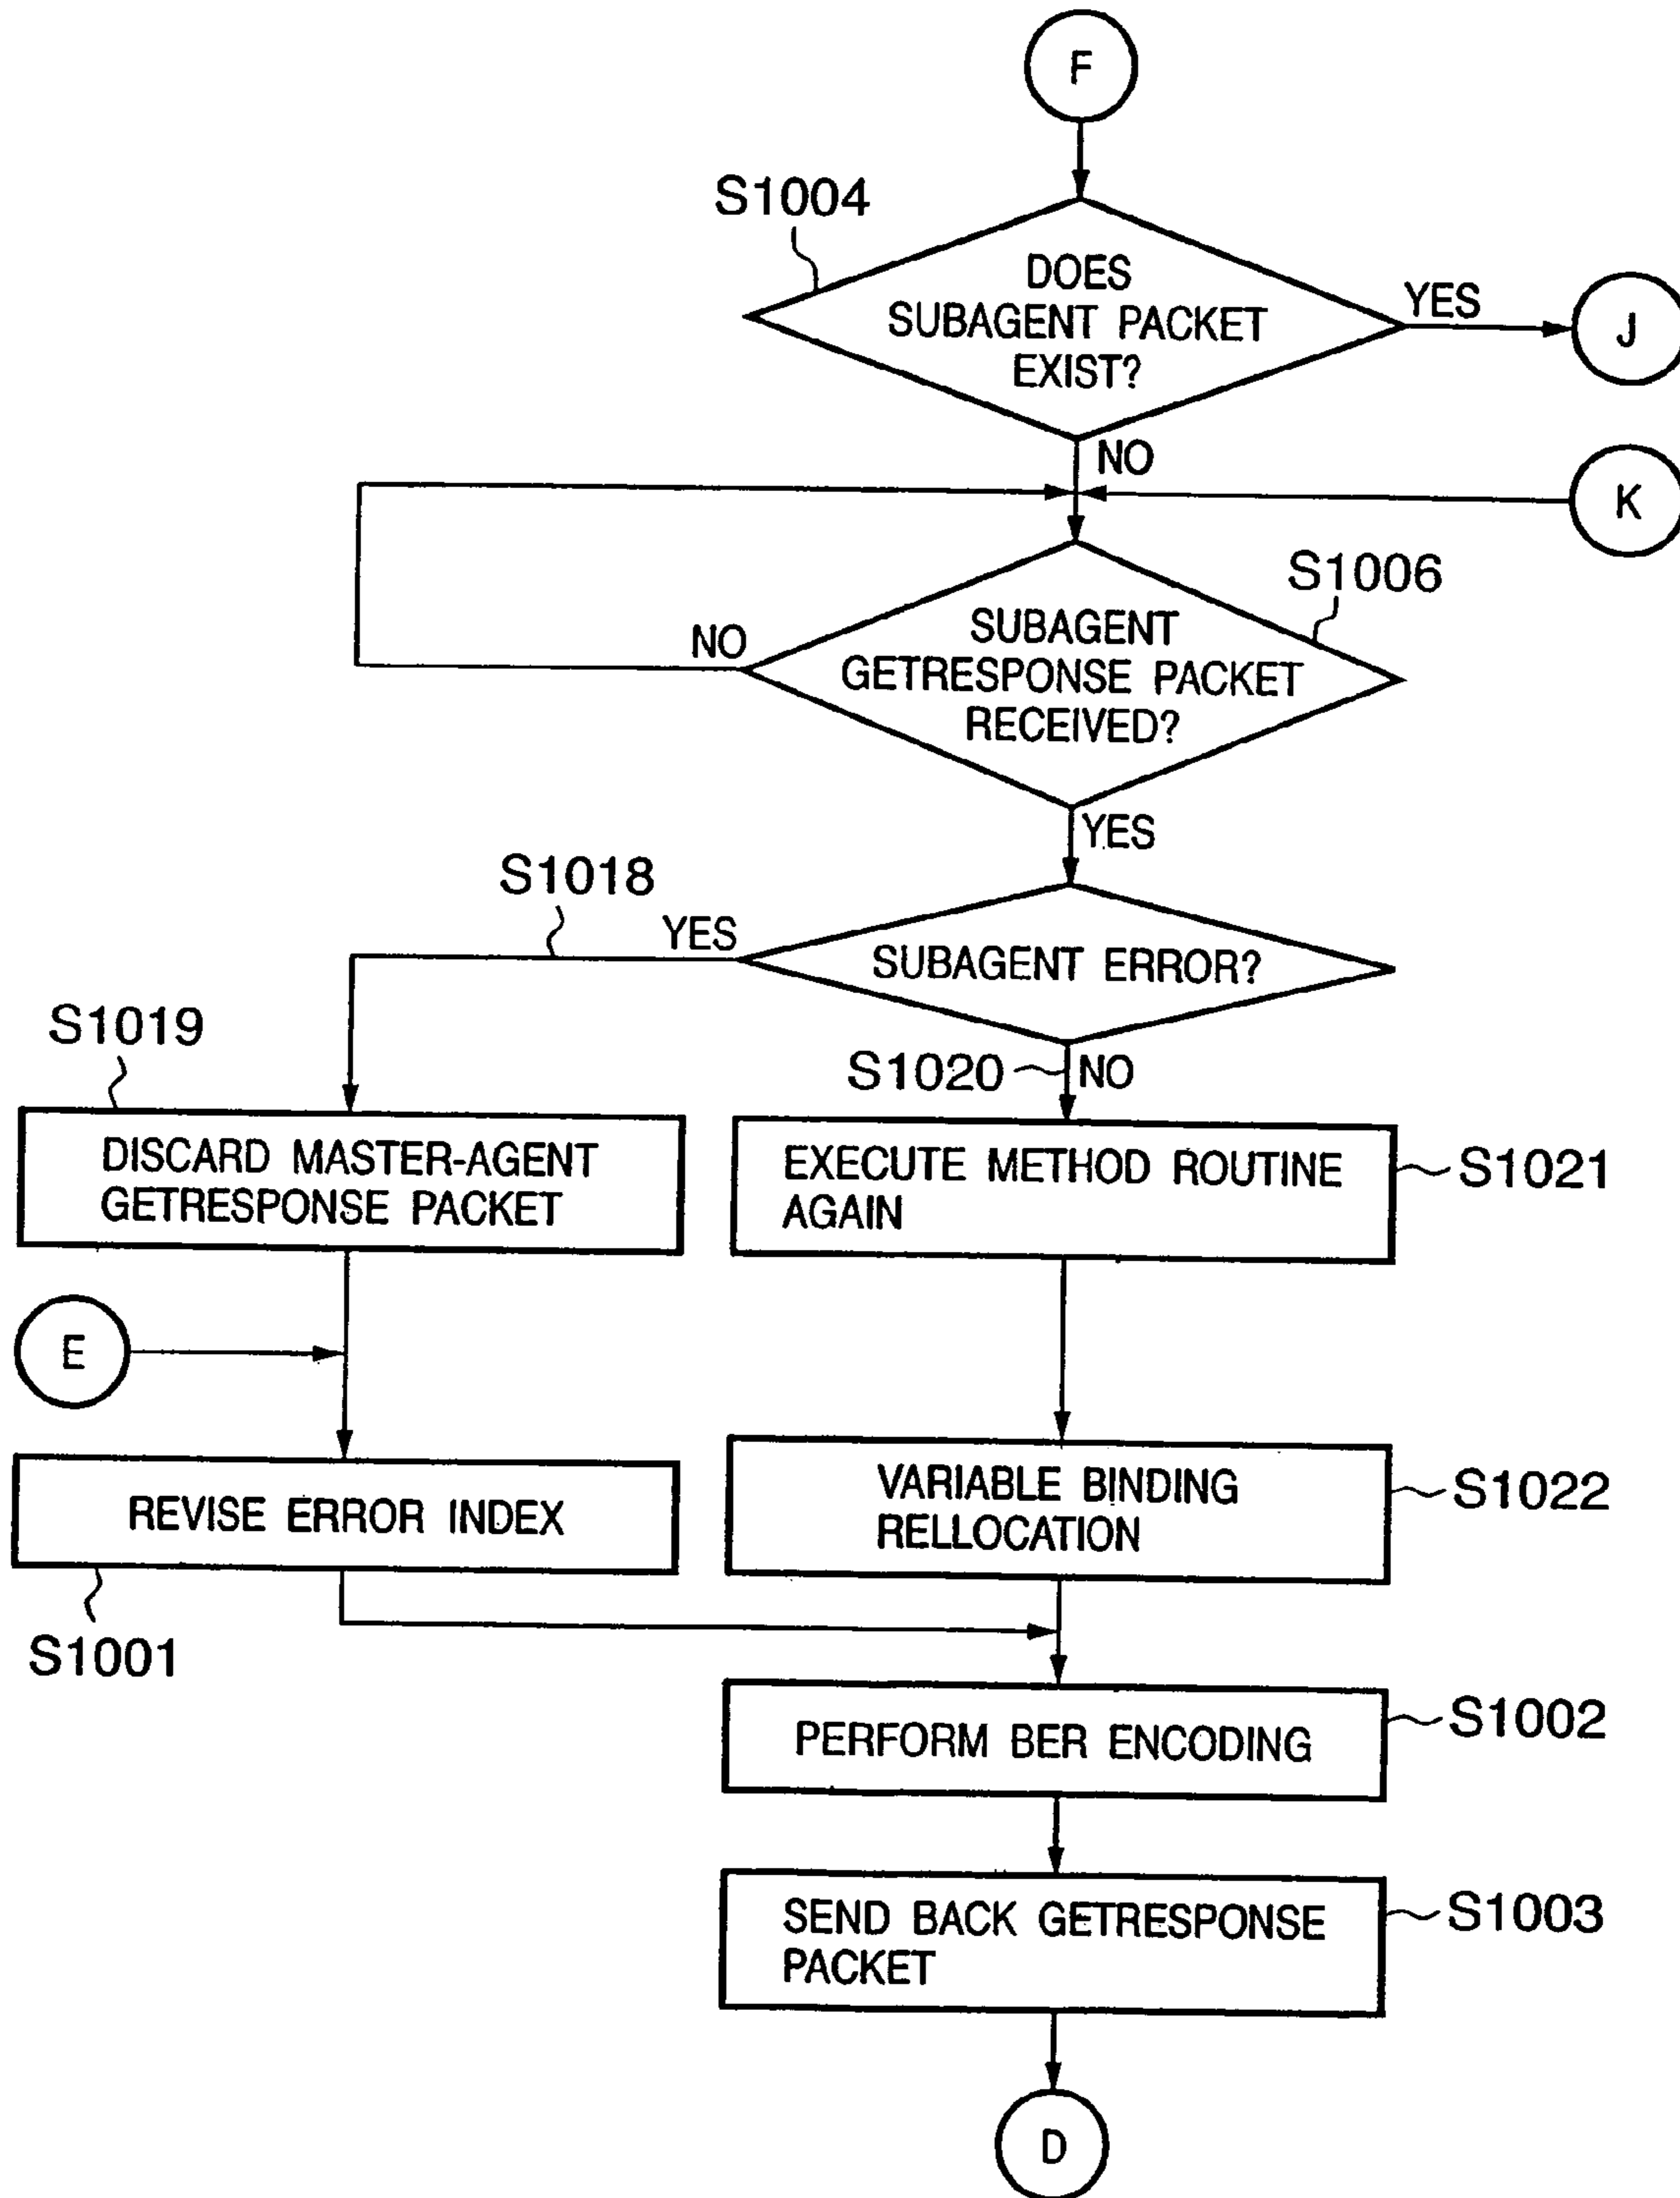 F
S1004
DOES
SUBAGENT PACKET
EXIST?
YES
J
NO
K
S1006
SUBAGENT
GETRESPONSE PACKET
RECEIVED?
NO
YES
S1018
YES
SUBAGENT ERROR?
S1019
S1020
NO
DISCARD MASTER-AGENT
GETRESPONSE PACKET
EXECUTE METHOD ROUTINE
AGAIN
S1021
E
REVISE ERROR INDEX
S1001
VARIABLE BINDING
RELLOCATION
S1022
PERFORM BER ENCODING
S1002
SEND BACK GETRESPONSE
PACKET
S1003
D